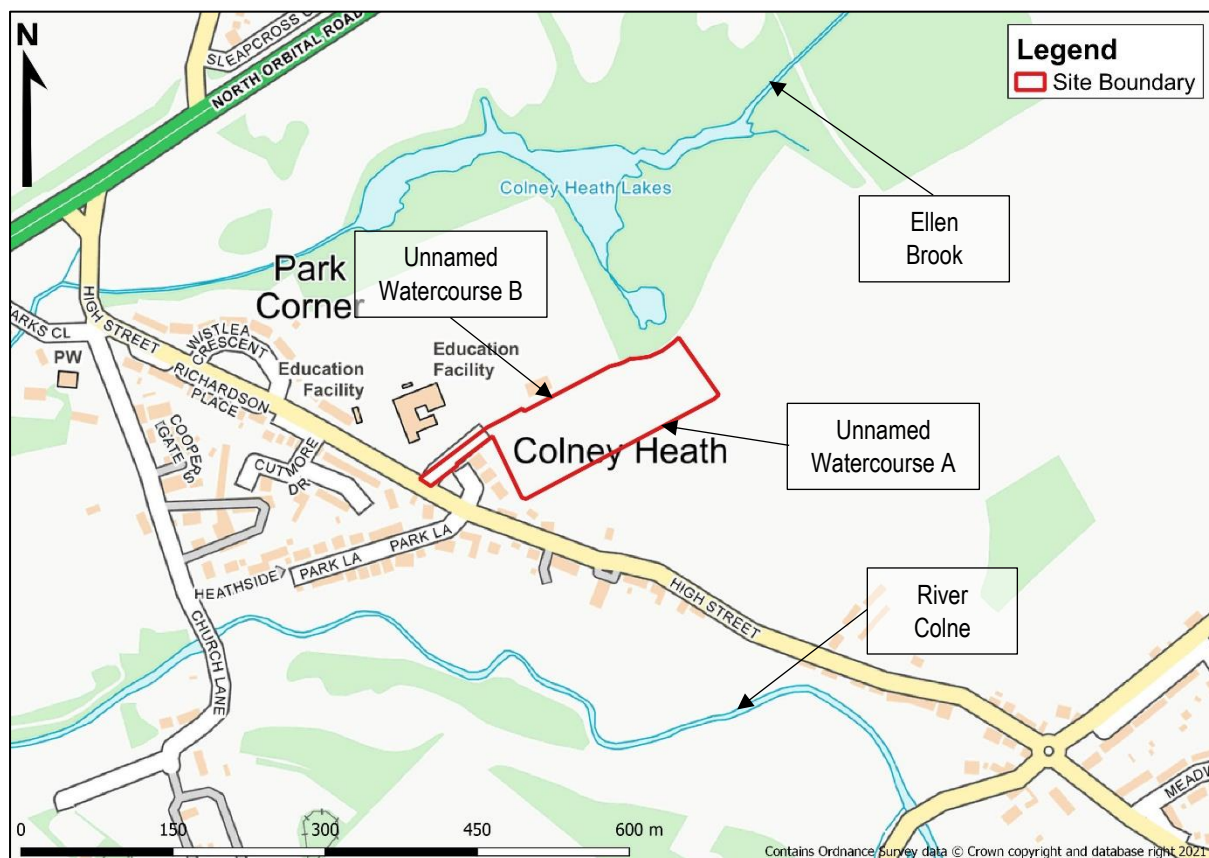 SLEAPCROSS
NORTH ORBITAL ROAD
N
Legend
Site Boundary
Colney Heath Lakes
Ellen
Brook
Unnamed
Watercourse B
Park
Corner
ARKS CL
HIGH STREET
WISTLEA
CRESCENT
RICHARDSON
PLACE
PW
Education
Facility
Education
Facility
Colney Heath
Unnamed
Watercourse A
COOPERS
GATE
CUTMORE
DR
PARK LA
PARK LA
HEATHSIDE
CHURCH LANE
HIGH STREET
River
Colne
0 150 300 450 600 m
Contains Ordnance Survey data © Crown copyright and database right 2021